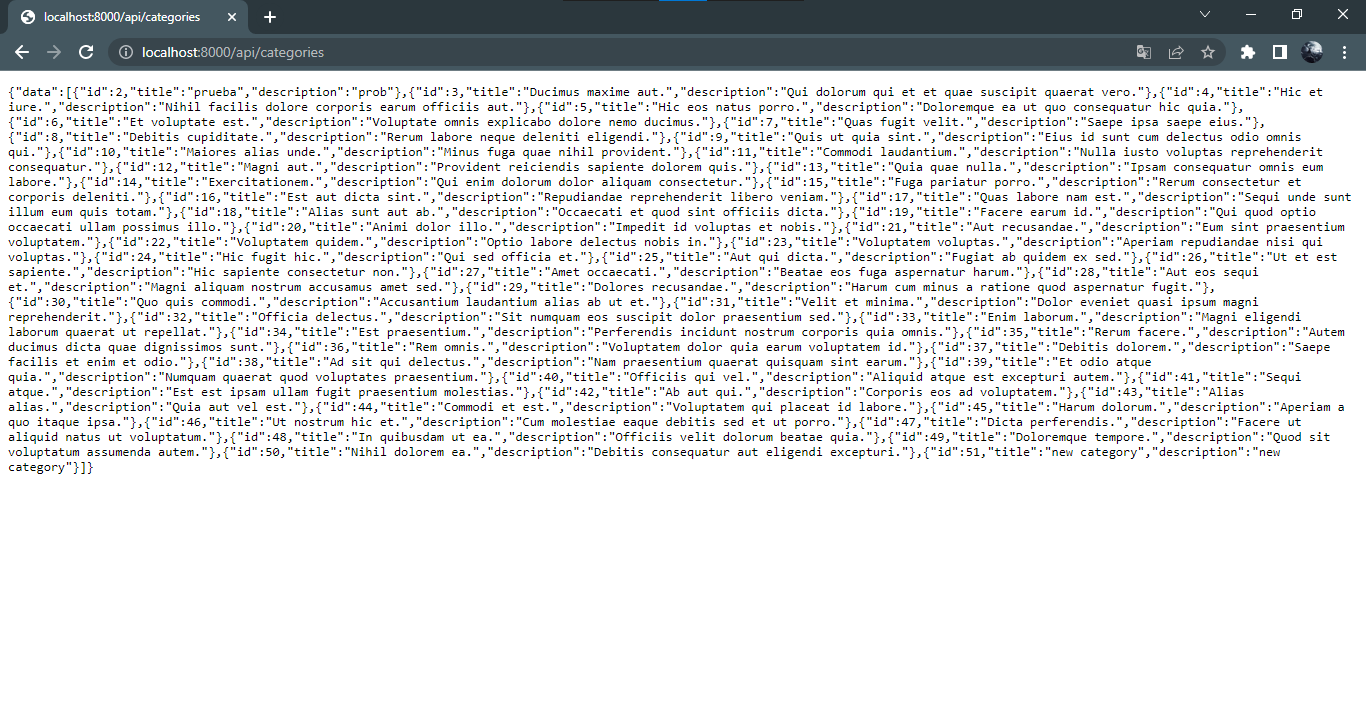 localhost:8000/api/categories
localhost:8000/api/categories
{"data":[{"id":2,"title":"prueba","description":"prob"},{"id":3,"title":"Ducimus maxime aut.","description":"Qui dolorum qui et et quae suscipit quaerat vero."},{"id":4,"title":"Hic et
iure.","description":"Nihil facilis dolore corporis earum officiis aut."},{"id":5,"title":"Hic eos natus porro.","description":"Doloremque ea ut quo consequatur hic quia."},
{"id":6,"title":"Et voluptate est.","description":"Voluptate omnis explicabo dolore nemo ducimus."},{"id":7,"title":"Quas fugit velit.","description":"Saepe ipsa saepe eius."},
{"id":8,"title":"Debitis cupiditate.","description":"Rerum labore neque deleniti eligendi."},{"id":9,"title":"Quis ut quia sint.","description":"Eius id sunt cum delectus odio omnis
qui."},{"id":10,"title":"Maiores alias unde.","description":"Minus fuga quae nihil provident."},{"id":11,"title":"Commodi laudantium.","description":"Nulla iusto voluptas reprehenderit
consequatur."},{"id":12,"title":"Magni aut.","description":"Provident reiciendis sapiente dolorem quis."},{"id":13,"title":"Quia quae nulla.","description":"Ipsam consequatur omnis eum
labore."},{"id":14,"title":"Exercitationem.","description":"Qui enim dolorum dolor aliquam consectetur."},{"id":15,"title":"Fuga pariatur porro.","description":"Rerum consectetur et
corporis deleniti."},{"id":16,"title":"Est aut dicta sint.","description":"Repudiandae reprehenderit libero veniam."},{"id":17,"title":"Quas labore nam est.","description":"Sequi unde sunt
illum eum quis totam."},{"id":18,"title":"Alias sunt aut ab.","description":"Occaecati et quod sint officiis dicta."},{"id":19,"title":"Facere earum id.","description":"Qui quod optio
occaecati ullam possimus illo."},{"id":20,"title":"Animi dolor illo.","description":"Impedit id voluptas et nobis."},{"id":21,"title":"Aut recusandae.","description":"Eum sint praesentium
voluptatem."},{"id":22,"title":"Voluptatem quidem.","description":"Optio labore delectus nobis in."},{"id":23,"title":"Voluptatem voluptas.","description":"Aperiam repudiandae nisi qui
voluptas."},{"id":24,"title":"Hic fugit hic.","description":"Qui sed officia et."},{"id":25,"title":"Aut qui dicta.","description":"Fugiat ab quidem ex sed."},{"id":26,"title":"Ut et est
sapiente.","description":"Hic sapiente consectetur non."},{"id":27,"title":"Amet occaecati.","description":"Beatae eos fuga aspernatur harum."},{"id":28,"title":"Aut eos sequi
et.","description":"Magni aliquam nostrum accusamus amet sed."},{"id":29,"title":"Dolores recusandae.","description":"Harum cum minus a ratione quod aspernatur fugit."},
{"id":30,"title":"Quo quis commodi.","description":"Accusantium laudantium alias ab ut et."},{"id":31,"title":"Velit et minima.","description":"Dolor eveniet quasi ipsum magni
reprehenderit."},{"id":32,"title":"Officia delectus.","description":"Sit numquam eos suscipit dolor praesentium sed."},{"id":33,"title":"Enim laborum.","description":"Magni eligendi
laborum quaerat ut repellat."},{"id":34,"title":"Est praesentium.","description":"Perferendis incidunt nostrum corporis quia omnis."},{"id":35,"title":"Rerum facere.","description":"Autem
ducimus dicta quae dignissimos sunt."},{"id":36,"title":"Rem omnis.","description":"Voluptatem dolor quia earum voluptatem id."},{"id":37,"title":"Debitis dolorem.","description":"Saepe
facilis et enim et odio."},{"id":38,"title":"Ad sit qui delectus.","description":"Nam praesentium quaerat quisquam sint earum."},{"id":39,"title":"Et odio atque
quia.","description":"Numquam quaerat quod voluptates praesentium."},{"id":40,"title":"Officiis qui vel.","description":"Aliquid atque est excepturi autem."},{"id":41,"title":"Sequi
atque.","description":"Est est ipsam ullam fugit praesentium molestias."},{"id":42,"title":"Ab aut qui.","description":"Corporis eos ad voluptatem."},{"id":43,"title":"Alias
alias.","description":"Quia aut vel est."},{"id":44,"title":"Commodi et est.","description":"Voluptatem qui placeat id labore."},{"id":45,"title":"Harum dolorum.","description":"Aperiam a
quo itaque ipsa."},{"id":46,"title":"Ut nostrum hic et.","description":"Cum molestiae eaque debitis sed et ut porro."},{"id":47,"title":"Dicta perferendis.","description":"Facere ut
aliquid natus ut voluptatum."},{"id":48,"title":"In quibusdam ut ea.","description":"Officiis velit dolorum beatae quia."},{"id":49,"title":"Doloremque tempore.","description":"Quod sit
voluptatum assumenda autem."},{"id":50,"title":"Nihil dolorem ea.","description":"Debitis consequatur aut eligendi excepturi."},{"id":51,"title":"new category","description":"new
category"}]}